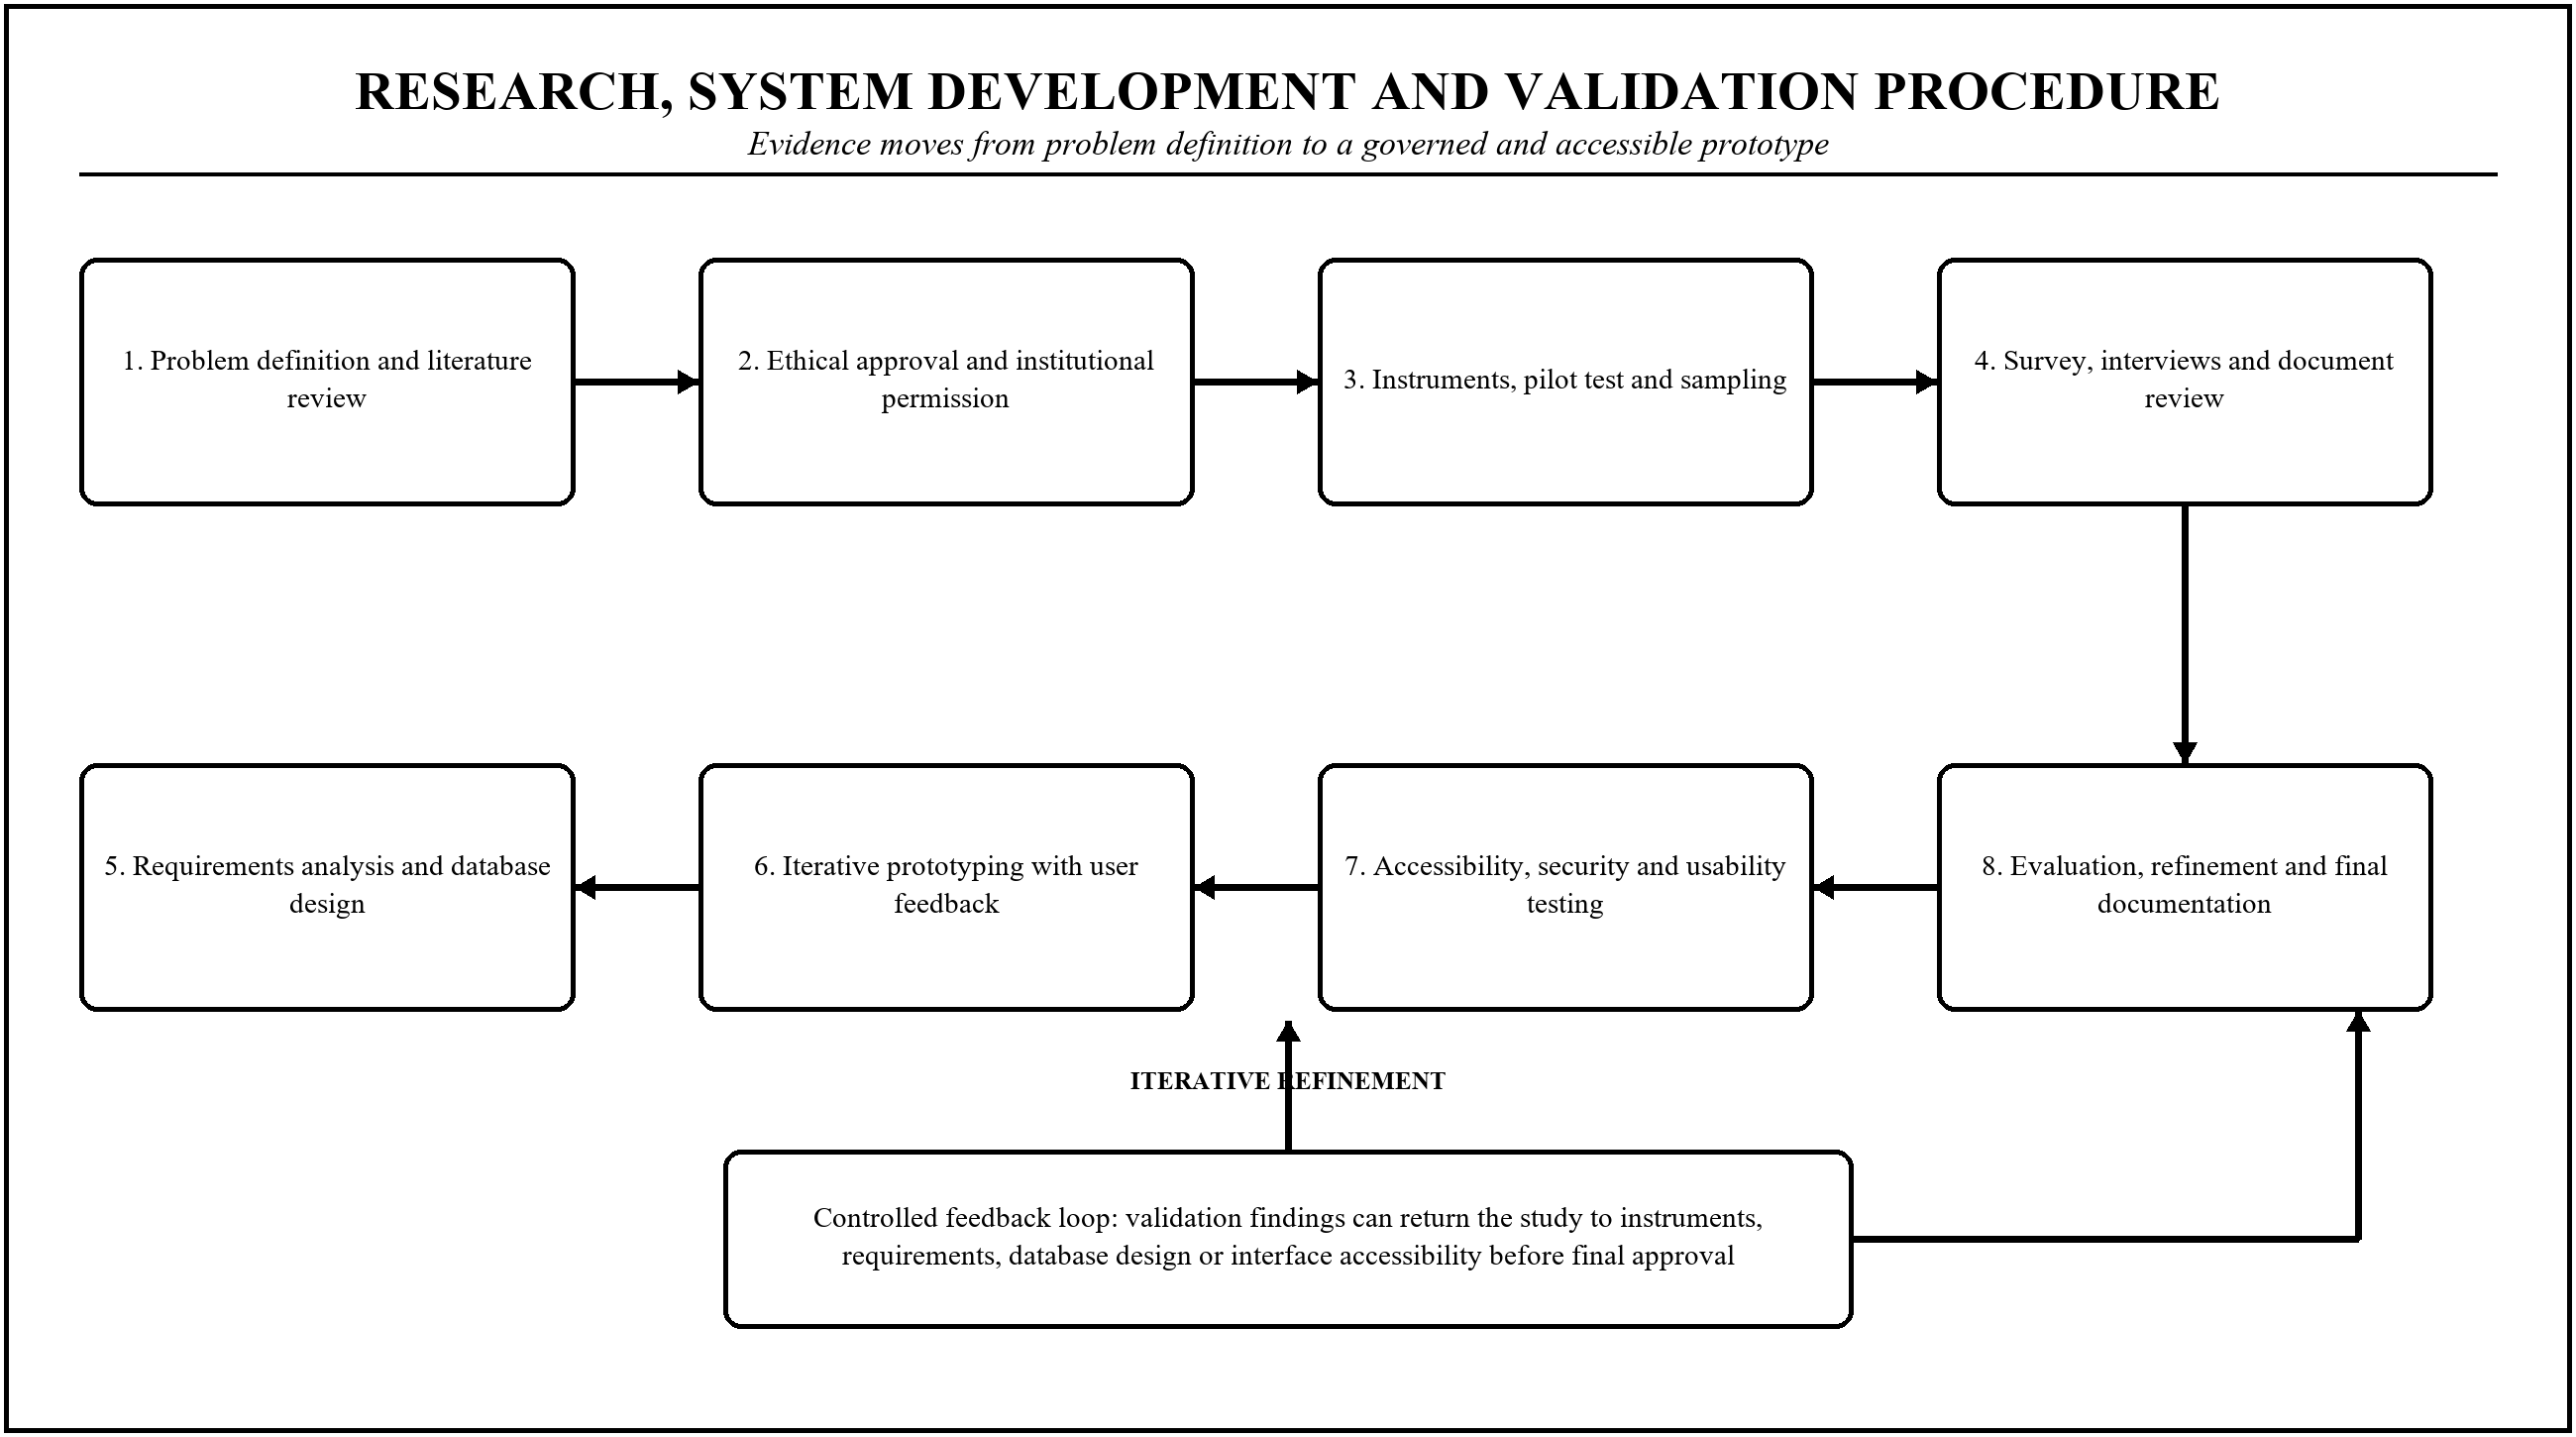 RESEARCH, SYSTEM DEVELOPMENT AND VALIDATION PROCEDURE
Evidence moves from problem definition to a governed and accessible prototype
1. Problem definition and literature
review
2. Ethical approval and institutional
permission
3. Instruments, pilot test and sampling
4. Survey, interviews and document
review
5. Requirements analysis and database
design
6. Iterative prototyping with user
feedback
7. Accessibility, security and usability
testing
8. Evaluation, refinement and final
documentation
ITERATIVE REFINEMENT
Controlled feedback loop: validation findings can return the study to instruments,
requirements, database design or interface accessibility before final approval